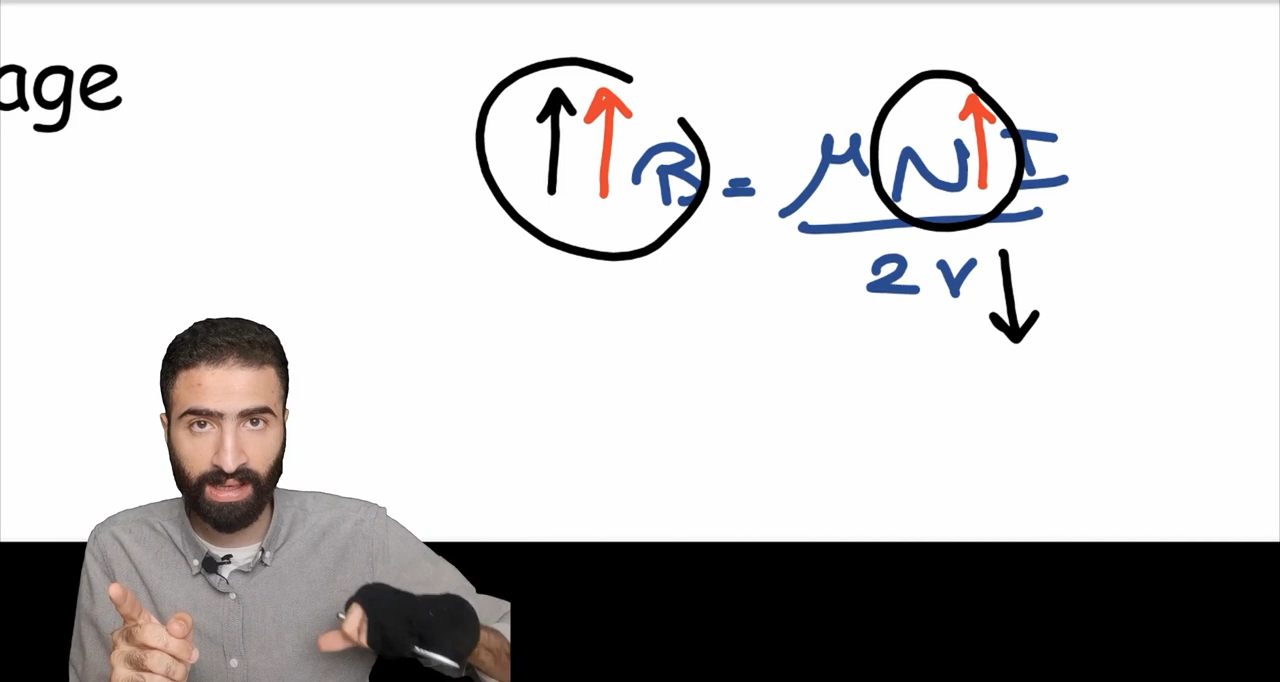 age
B = μNI
2r